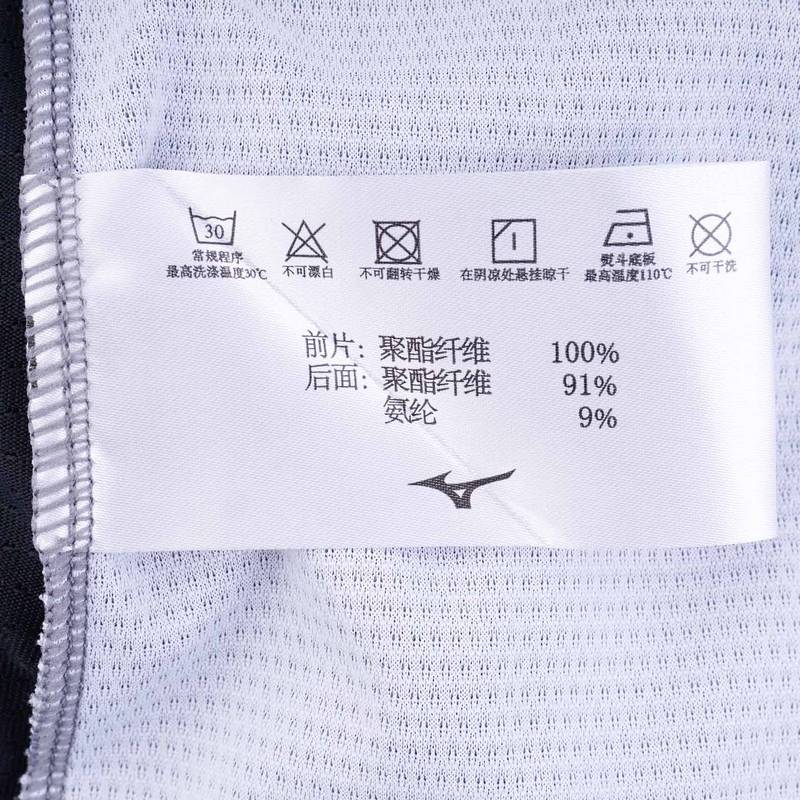 30
常规程序
最高洗涤温度30℃
不可漂白
不可翻转干燥
在阴凉处悬挂晾干
熨斗底板
最高温度110℃
不可干洗
前片：聚酯纤维 100%
后面：聚酯纤维 91%
氨纶 9%